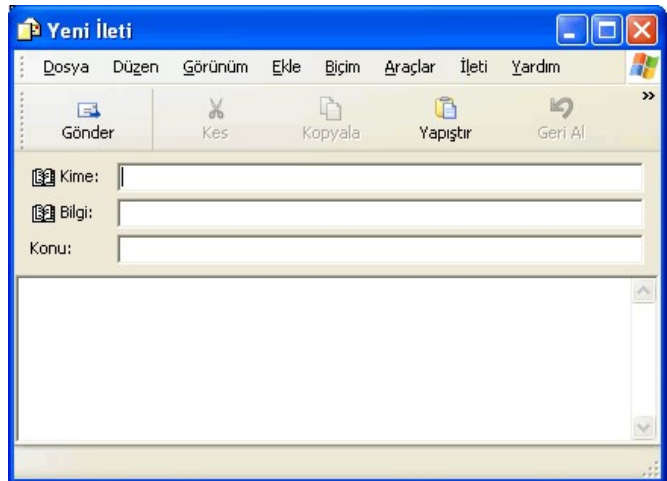 Yeni İleti
Dosya Düzen Görünüm Ekle Biçim Araçlar İleti Yardım
Gönder Kes Kopyala Yapıştır Geri Al »
Kime:
Bilgi:
Konu: